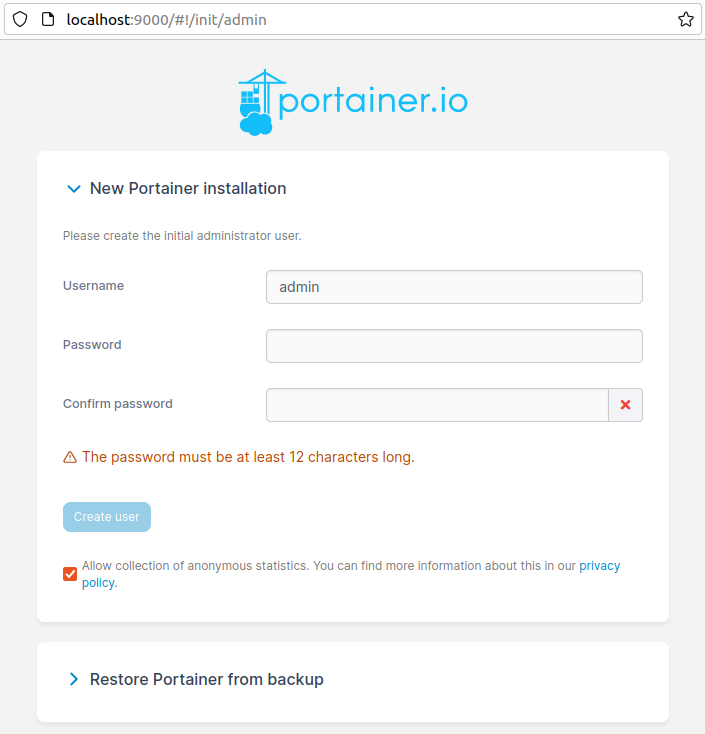 localhost:9000/#!/init/admin
portainer.io
New Portainer installation
Please create the initial administrator user.
Username
admin
Password
Confirm password
The password must be at least 12 characters long.
Create user
Allow collection of anonymous statistics. You can find more information about this in our privacy
policy.
Restore Portainer from backup